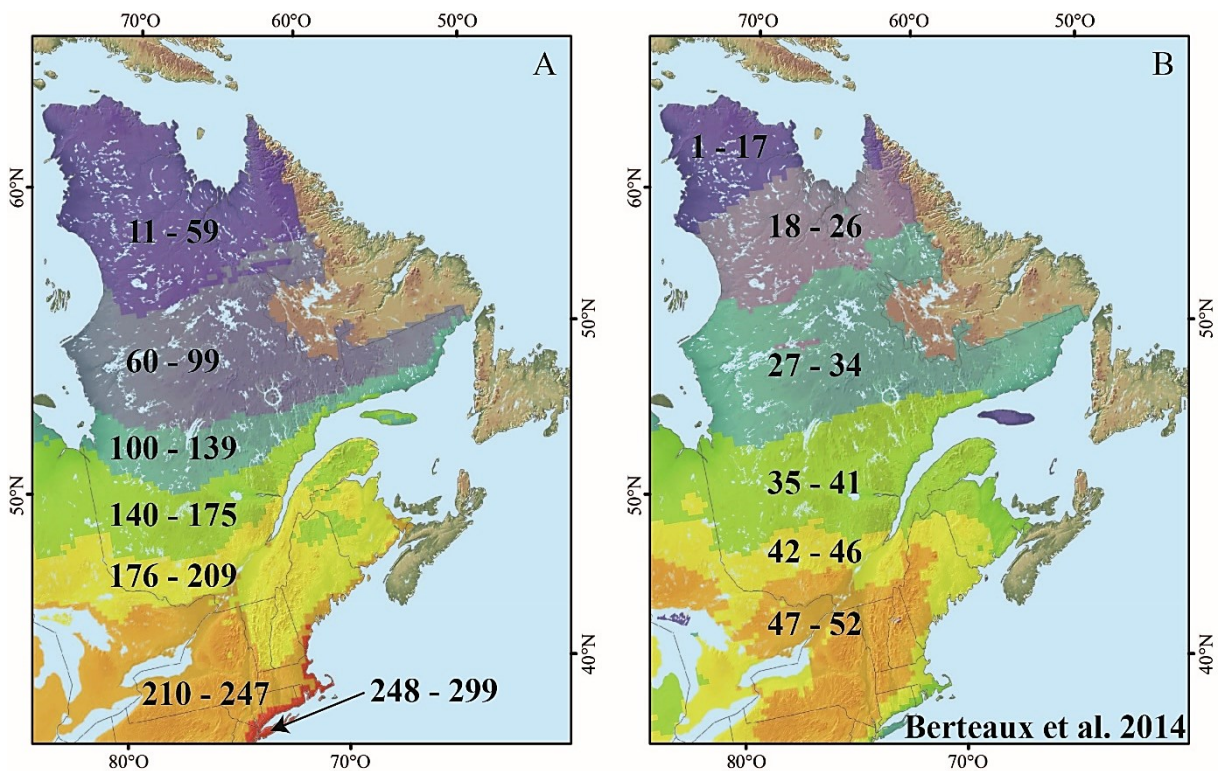 70°O 60°O 50°O
A
60°N
50°N
11 - 59
60 - 99
100 - 139
140 - 175
176 - 209
210 - 247
248 - 299
50°N
40°N
80°O 70°O
70°O 60°O 50°O
B
60°N
50°N
1 - 17
18 - 26
27 - 34
35 - 41
42 - 46
47 - 52
50°N
40°N
Berteaux et al. 2014
80°O 70°O